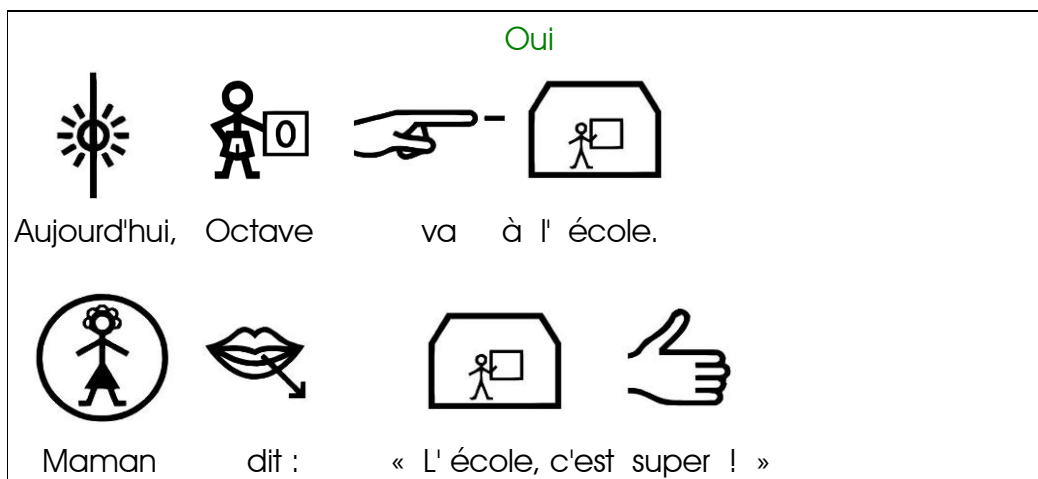 Oui
O
Aujourd'hui, Octave va à l' école.
Maman dit : « L' école, c'est super ! »